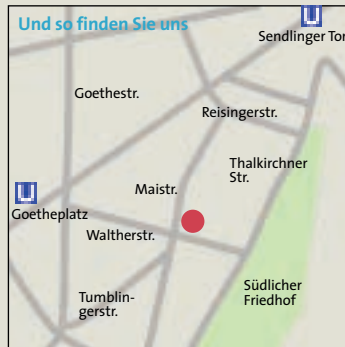 Und so finden Sie uns
U
Sendlinger Tor
Goethestr.
Reisingerstr.
Thalkirchner
Str.
Maistr.
U
Goetheplatz
Waltherstr.
Südlicher
Friedhof
Tumblin-
gerstr.